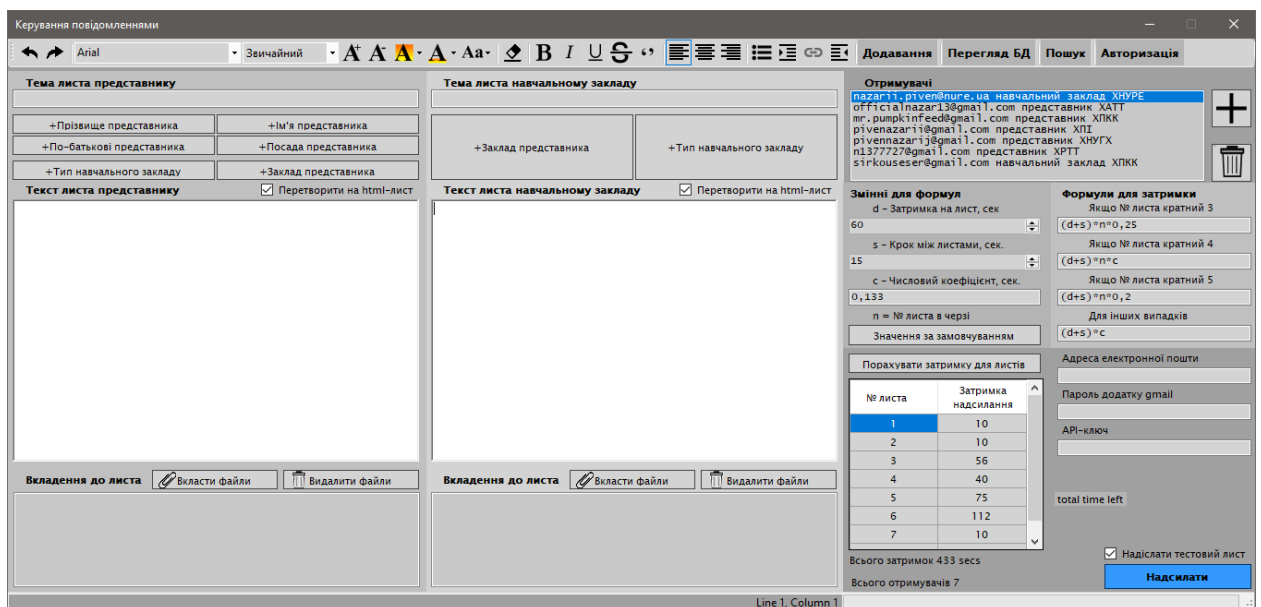 Керування повідомленнями
Arial Звичайний A⁺ A⁻ A A Aa B I U S Додавання Перегляд БД Пошук Авторизація
Тема листа представнику
+Прізвище представника +Ім'я представника
+По-батькові представника +Посада представника
+Тип навчального закладу +Заклад представника
Текст листа представнику Перетворити на html-лист
Вкладення до листа Вкласти файли Видалити файли
Тема листа навчальному закладу
+Заклад представника +Тип навчального закладу
Текст листа навчальному закладу Перетворити на html-лист
Вкладення до листа Вкласти файли Видалити файли
Отримувачі
nazarii.piven@nure.ua навчальний заклад ХНУРЕ
officialnazar13@gmail.com представник ХАТТ
mr.pumpkinfeed@gmail.com представник ХПКК
pivenazarii@gmail.com представник ХПІ
pivennazarij@gmail.com представник ХНУГХ
n1377727@gmail.com представник ХРТТ
sirkouseser@gmail.com навчальний заклад ХПКК
Змінні для формул
d - Затримка на лист, сек
60
s - Крок між листами, сек.
15
c - Числовий коефіцієнт, сек.
0,133
n = № листа в черзі
Значення за замовчуванням
Формули для затримки
Якщо № листа кратний 3
(d+s)*n*0,25
Якщо № листа кратний 4
(d+s)*n*c
Якщо № листа кратний 5
(d+s)*n*0,2
Для інших випадків
(d+s)*c
Порахувати затримку для листів
№ листа Затримка надсилання
1 10
2 10
3 56
4 40
5 75
6 112
7 10
Всього затримок 433 secs
Всього отримувачів 7
Адреса електронної пошти
Пароль додатку gmail
API-ключ
total time left
Надіслати тестовий лист
Надсилати
Line 1, Column 1